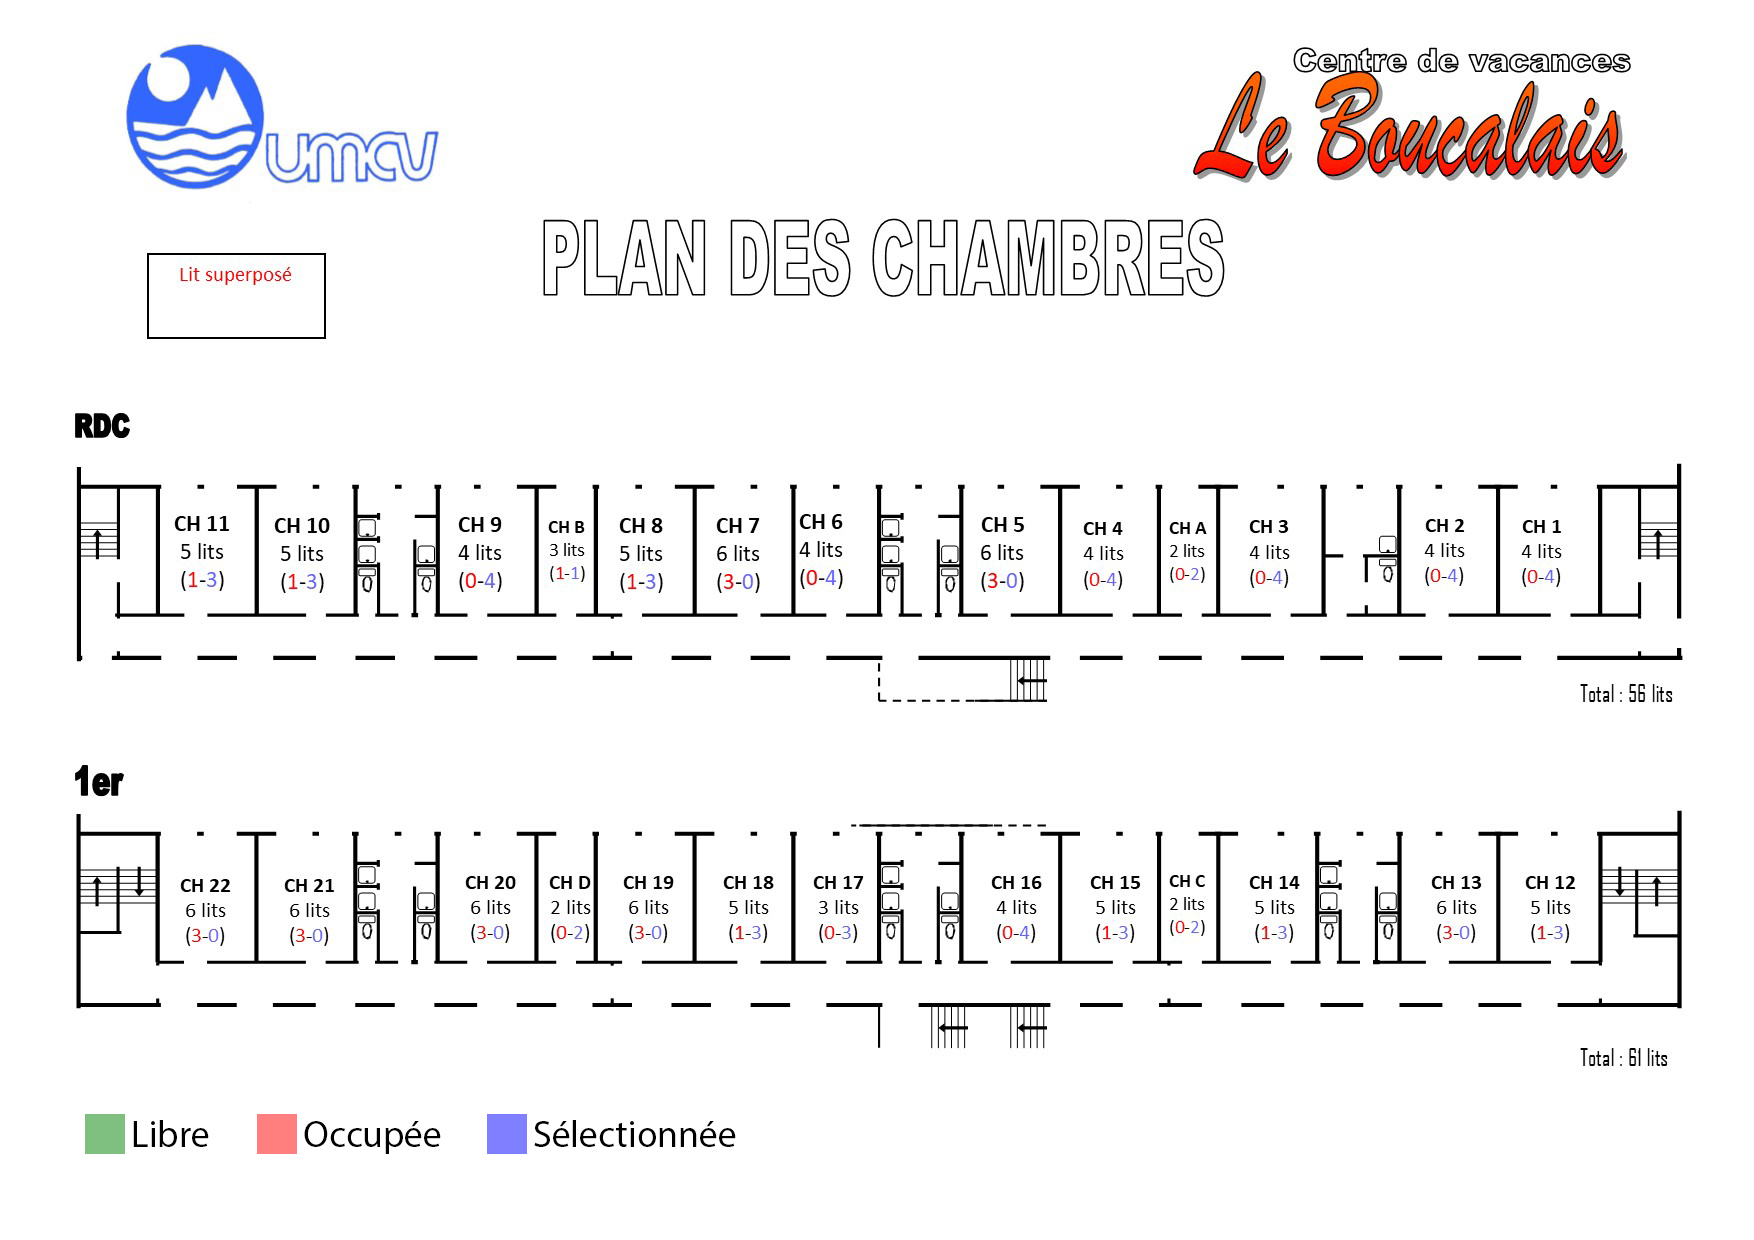 umcv
Centre de vacances
Le Boucalais
PLAN DES CHAMBRES
Lit superposé
RDC
CH 11
5 lits
(1-3)
CH 10
5 lits
(1-3)
CH 9
4 lits
(0-4)
CH B
3 lits
(1-1)
CH 8
5 lits
(1-3)
CH 7
6 lits
(3-0)
CH 6
4 lits
(0-4)
CH 5
6 lits
(3-0)
CH 4
4 lits
(0-4)
CH A
2 lits
(0-2)
CH 3
4 lits
(0-4)
CH 2
4 lits
(0-4)
CH 1
4 lits
(0-4)
Total : 56 lits
1er
CH 22
6 lits
(3-0)
CH 21
6 lits
(3-0)
CH 20
6 lits
(3-0)
CH D
2 lits
(0-2)
CH 19
6 lits
(3-0)
CH 18
5 lits
(1-3)
CH 17
3 lits
(0-3)
CH 16
4 lits
(0-4)
CH 15
5 lits
(1-3)
CH C
2 lits
(0-2)
CH 14
5 lits
(1-3)
CH 13
6 lits
(3-0)
CH 12
5 lits
(1-3)
Total : 61 lits
Libre
Occupée
Sélectionnée